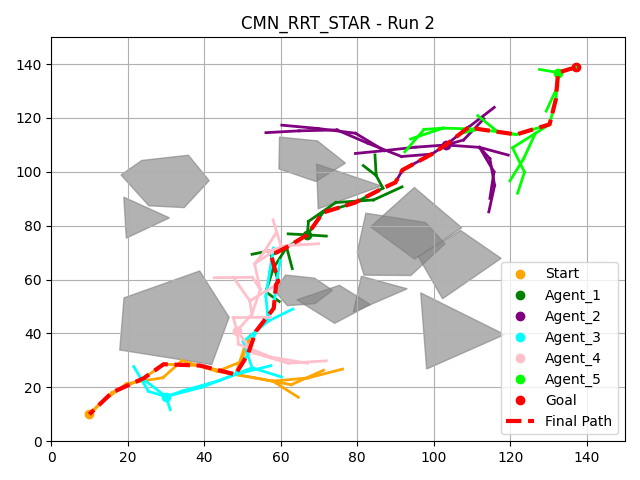 CMN_RRT_STAR - Run 2
140
120
100
80
60
40
20
0
0 20 40 60 80 100 120 140
Start
Agent_1
Agent_2
Agent_3
Agent_4
Agent_5
Goal
Final Path